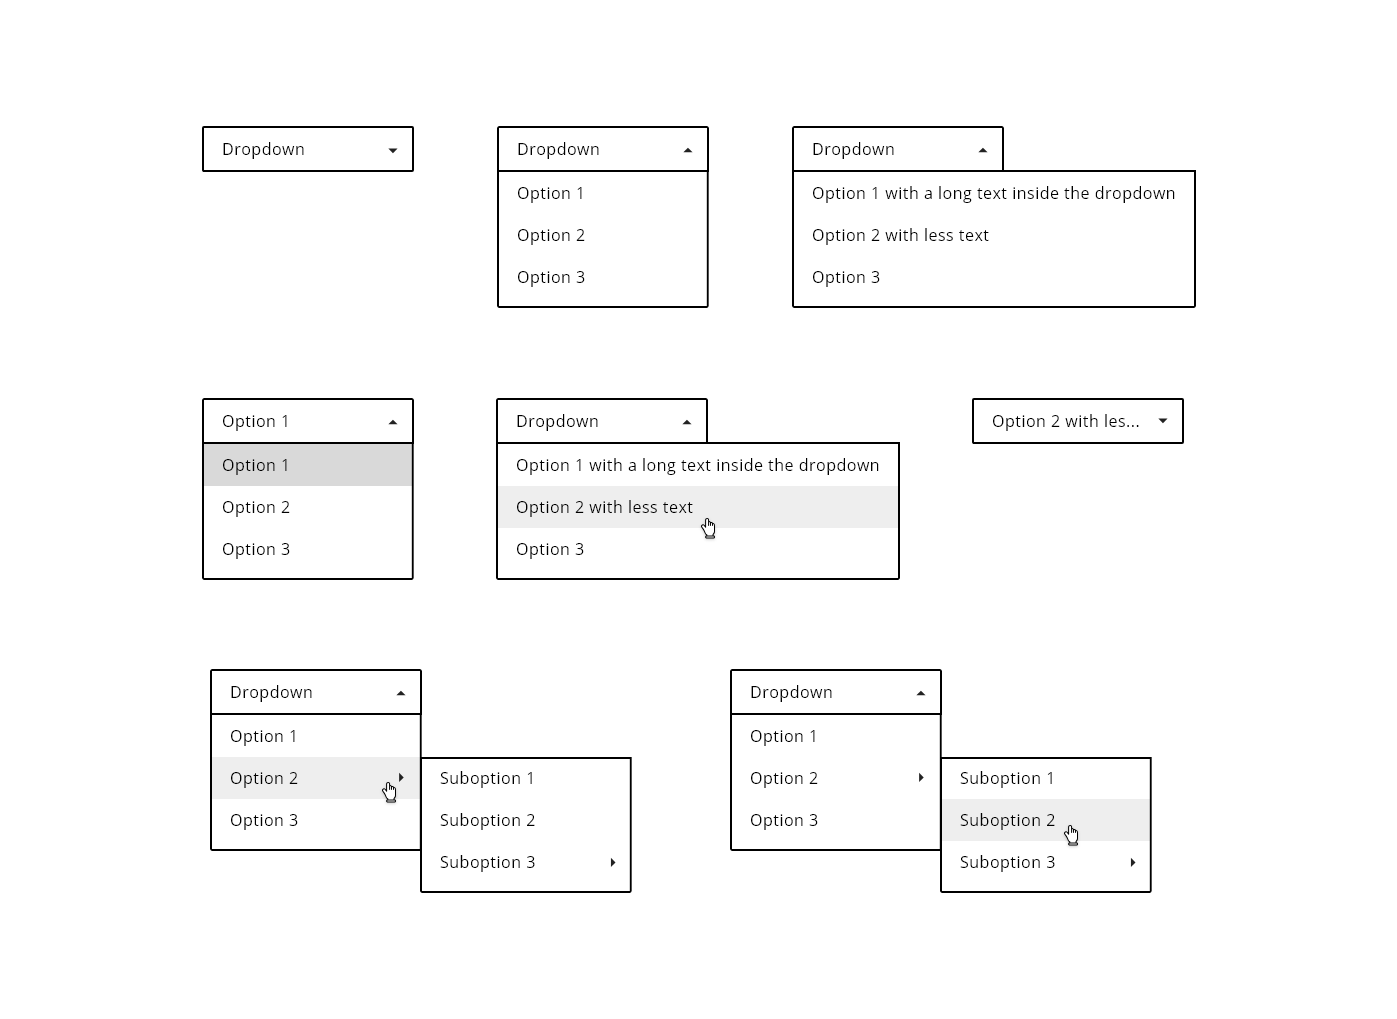 Dropdown
Dropdown
Option 1
Option 2
Option 3
Dropdown
Option 1 with a long text inside the dropdown
Option 2 with less text
Option 3
Option 1
Option 1
Option 2
Option 3
Dropdown
Option 1 with a long text inside the dropdown
Option 2 with less text
Option 3
Option 2 with les...
Dropdown
Option 1
Option 2
Option 3
Suboption 1
Suboption 2
Suboption 3
Dropdown
Option 1
Option 2
Option 3
Suboption 1
Suboption 2
Suboption 3